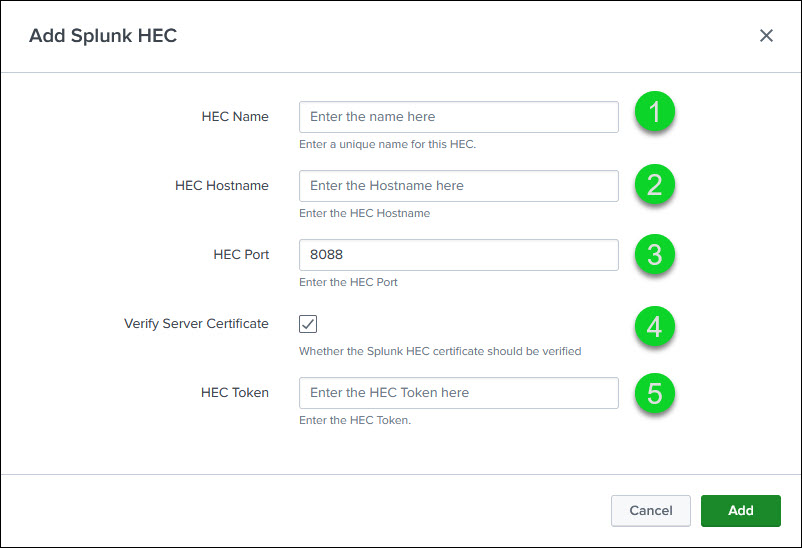 Add Splunk HEC
HEC Name
Enter the name here
1
Enter a unique name for this HEC.
HEC Hostname
Enter the Hostname here
2
Enter the HEC Hostname
HEC Port
8088
3
Enter the HEC Port
Verify Server Certificate
4
Whether the Splunk HEC certificate should be verified
HEC Token
Enter the HEC Token here
5
Enter the HEC Token.
Cancel
Add